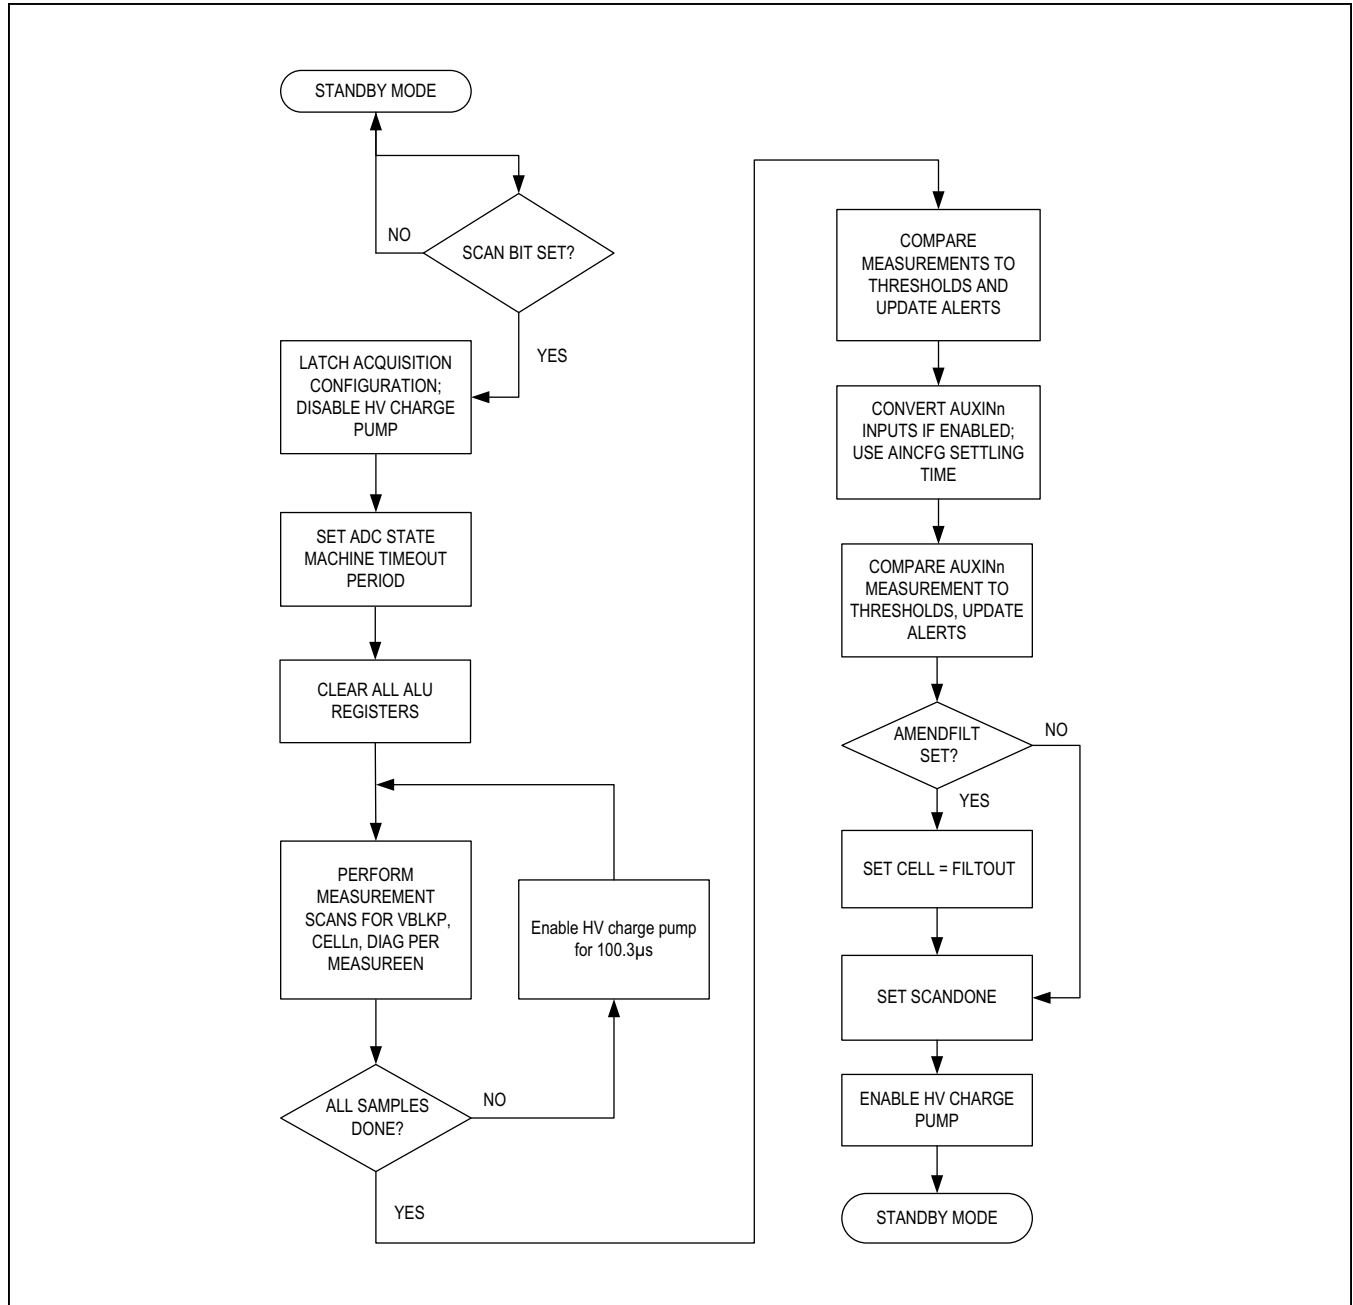 STANDBY MODE
NO
SCAN BIT SET?
YES
LATCH ACQUISITION
CONFIGURATION;
DISABLE HV CHARGE
PUMP
SET ADC STATE
MACHINE TIMEOUT
PERIOD
CLEAR ALL ALU
REGISTERS
PERFORM
MEASUREMENT
SCANS FOR VBLKP,
CELLn, DIAG PER
MEASUREEN
Enable HV charge pump
for 100.3µs
ALL SAMPLES
DONE?
NO
YES
COMPARE
MEASUREMENTS TO
THRESHOLDS AND
UPDATE ALERTS
CONVERT AUXINn
INPUTS IF ENABLED;
USE AINCFG SETTLING
TIME
COMPARE AUXINn
MEASUREMENT TO
THRESHOLDS, UPDATE
ALERTS
AMENDFILT
SET?
NO
YES
SET CELL = FILTOUT
SET SCANDONE
ENABLE HV CHARGE
PUMP
STANDBY MODE